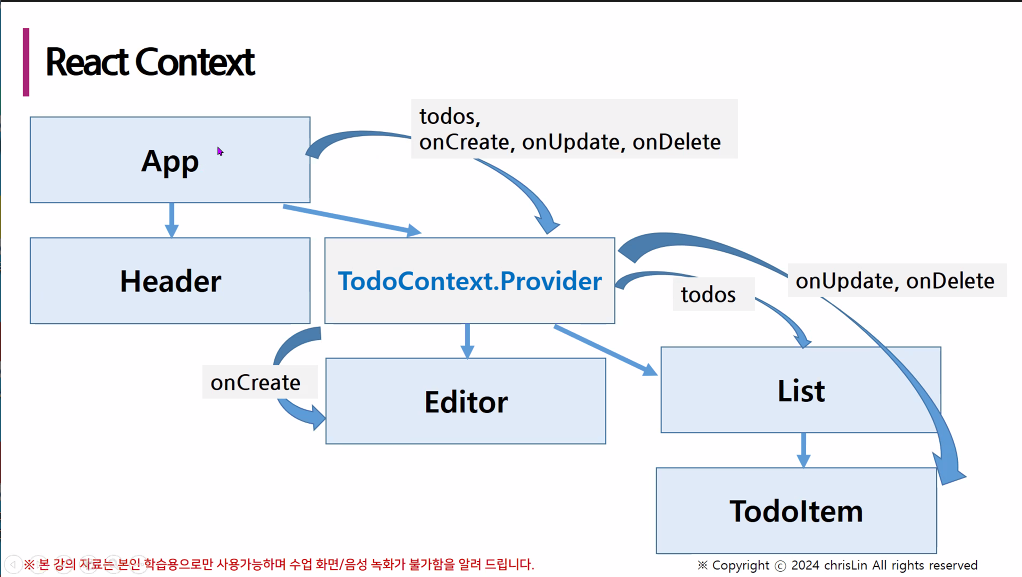 React Context
todos,
onCreate, onUpdate, onDelete
App
Header
TodoContext.Provider
todos
onUpdate, onDelete
onCreate
Editor
List
TodoItem
※ 본 강의 자료는 본인 학습용으로만 사용가능하며 수업 화면/음성 녹화가 불가함을 알려 드립니다.
※ Copyright ⓒ 2024 chrisLin All rights reserved